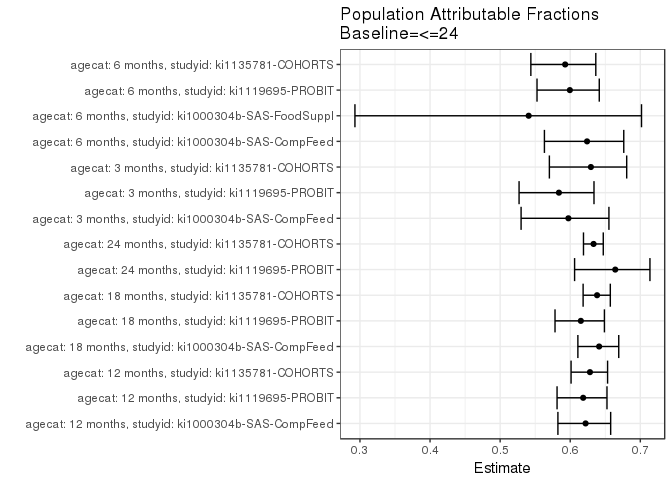 Population Attributable Fractions
Baseline=<=24
agecat: 6 months, studyid: ki1135781-COHORTS
agecat: 6 months, studyid: ki1119695-PROBIT
agecat: 6 months, studyid: ki1000304b-SAS-FoodSuppl
agecat: 6 months, studyid: ki1000304b-SAS-CompFeed
agecat: 3 months, studyid: ki1135781-COHORTS
agecat: 3 months, studyid: ki1119695-PROBIT
agecat: 3 months, studyid: ki1000304b-SAS-CompFeed
agecat: 24 months, studyid: ki1135781-COHORTS
agecat: 24 months, studyid: ki1119695-PROBIT
agecat: 18 months, studyid: ki1135781-COHORTS
agecat: 18 months, studyid: ki1119695-PROBIT
agecat: 18 months, studyid: ki1000304b-SAS-CompFeed
agecat: 12 months, studyid: ki1135781-COHORTS
agecat: 12 months, studyid: ki1119695-PROBIT
agecat: 12 months, studyid: ki1000304b-SAS-CompFeed
0.3 0.4 0.5 0.6 0.7
Estimate